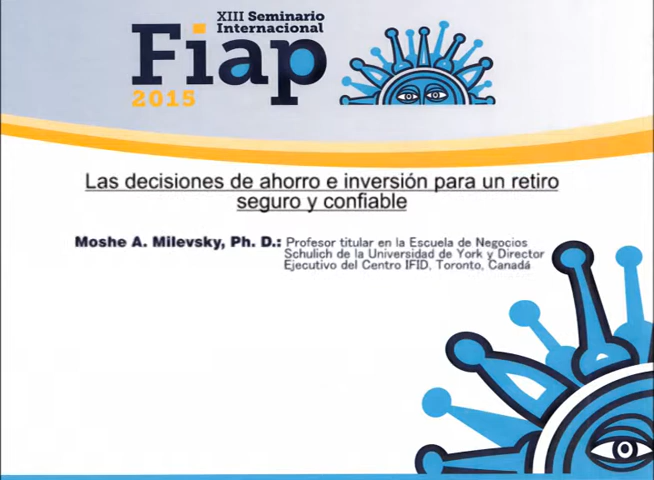 XIII Seminario
Internacional
Fiap
2015
Las decisiones de ahorro e inversión para un retiro
seguro y confiable
Moshe A. Milevsky, Ph. D.: Profesor titular en la Escuela de Negocios
Schulich de la Universidad de York y Director
Ejecutivo del Centro IFID, Toronto, Canadá